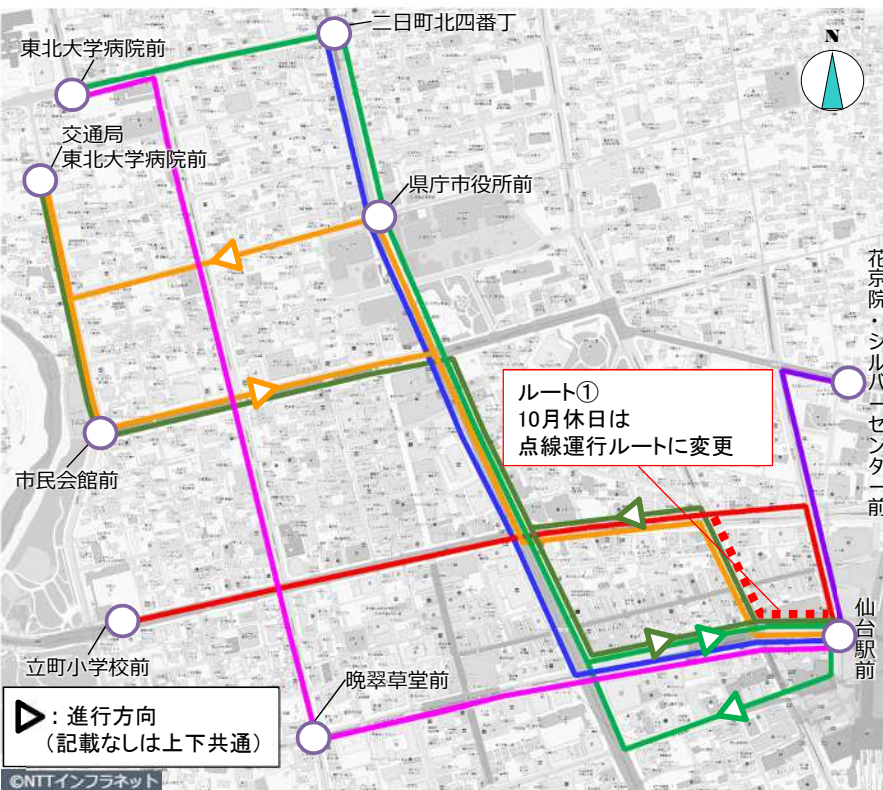 二日町北四番丁
N
東北大学病院前
交通局
東北大学病院前
県庁市役所前
花京院・シルバーセンター前
ルート①
10月休日は
点線運行ルートに変更
市民会館前
仙台駅前
立町小学校前
晩翠草堂前
：進行方向
（記載なしは上下共通）
©NTTインフラネット